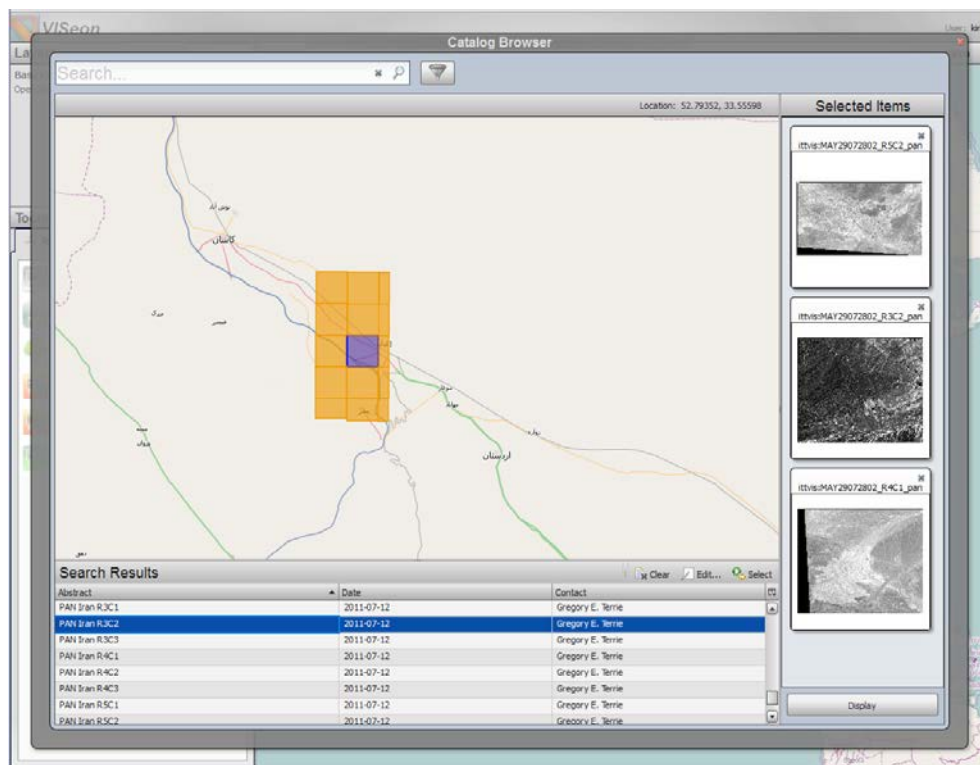 VISeon
User:
Catalog Browser
Search...
Location: 52.79352, 33.55598
Selected Items
ittvis:MAY29072802_R5C2_pan
ittvis:MAY29072802_R3C2_pan
ittvis:MAY29072802_R4C1_pan
کاشان
اردستان
زواره
Search Results
Clear Edit... Select
Abstract Date Contact
PAN Iran R3C1 2011-07-12 Gregory E. Terrie
PAN Iran R3C2 2011-07-12 Gregory E. Terrie
PAN Iran R3C3 2011-07-12 Gregory E. Terrie
PAN Iran R4C1 2011-07-12 Gregory E. Terrie
PAN Iran R4C2 2011-07-12 Gregory E. Terrie
PAN Iran R4C3 2011-07-12 Gregory E. Terrie
PAN Iran R5C1 2011-07-12 Gregory E. Terrie
PAN Iran R5C2 2011-07-12 Gregory E. Terrie
Display